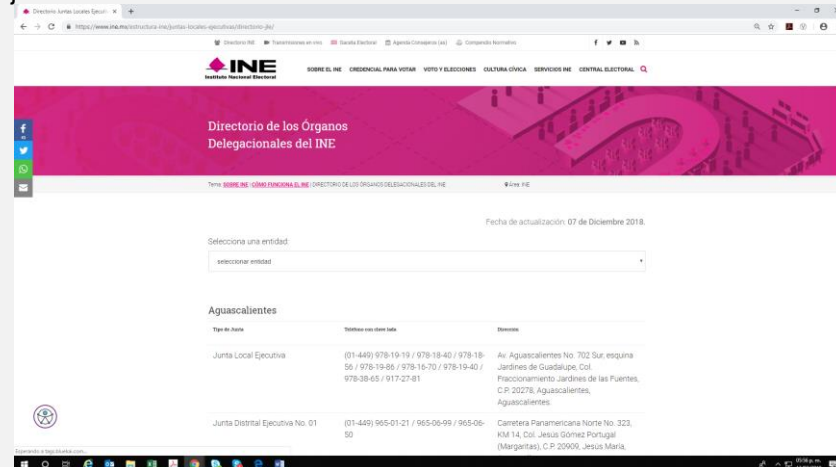 Directorio Juntas Locales Ejecuti
https://www.ine.mx/estructura-ine/juntas-locales-ejecutivas/directorio-jle/
Directorio INE Transmisiones en vivo Gaceta Electoral Agenda Consejeros (as) Compendio Normativo
INE
Instituto Nacional Electoral
SOBRE EL INE CREDENCIAL PARA VOTAR VOTO Y ELECCIONES CULTURA CÍVICA SERVICIOS INE CENTRAL ELECTORAL
Directorio de los Órganos
Delegacionales del INE
Tema: SOBRE INE / CÓMO FUNCIONA EL INE / DIRECTORIO DE LOS ÓRGANOS DELEGACIONALES DEL INE Área: INE
Fecha de actualización: 07 de Diciembre 2018.
Selecciona una entidad:
seleccionar entidad
Aguascalientes
Tipo de Junta Teléfono con clave lada Dirección
Junta Local Ejecutiva (01-449) 978-19-19 / 978-18-40 / 978-18- Av. Aguascalientes No. 702 Sur, esquina
56 / 978-19-86 / 978-16-70 / 978-19-40 / Jardines de Guadalupe, Col.
978-38-65 / 917-27-81 Fraccionamiento Jardines de las Fuentes,
C.P. 20278, Aguascalientes,
Aguascalientes.
Junta Distrital Ejecutiva No. 01 (01-449) 965-01-21 / 965-06-99 / 965-06- Carretera Panamericana Norte No. 323,
50 KM 14, Col. Jesús Gómez Portugal
(Margaritas), C.P. 20909, Jesús María,
05:06 p. m.